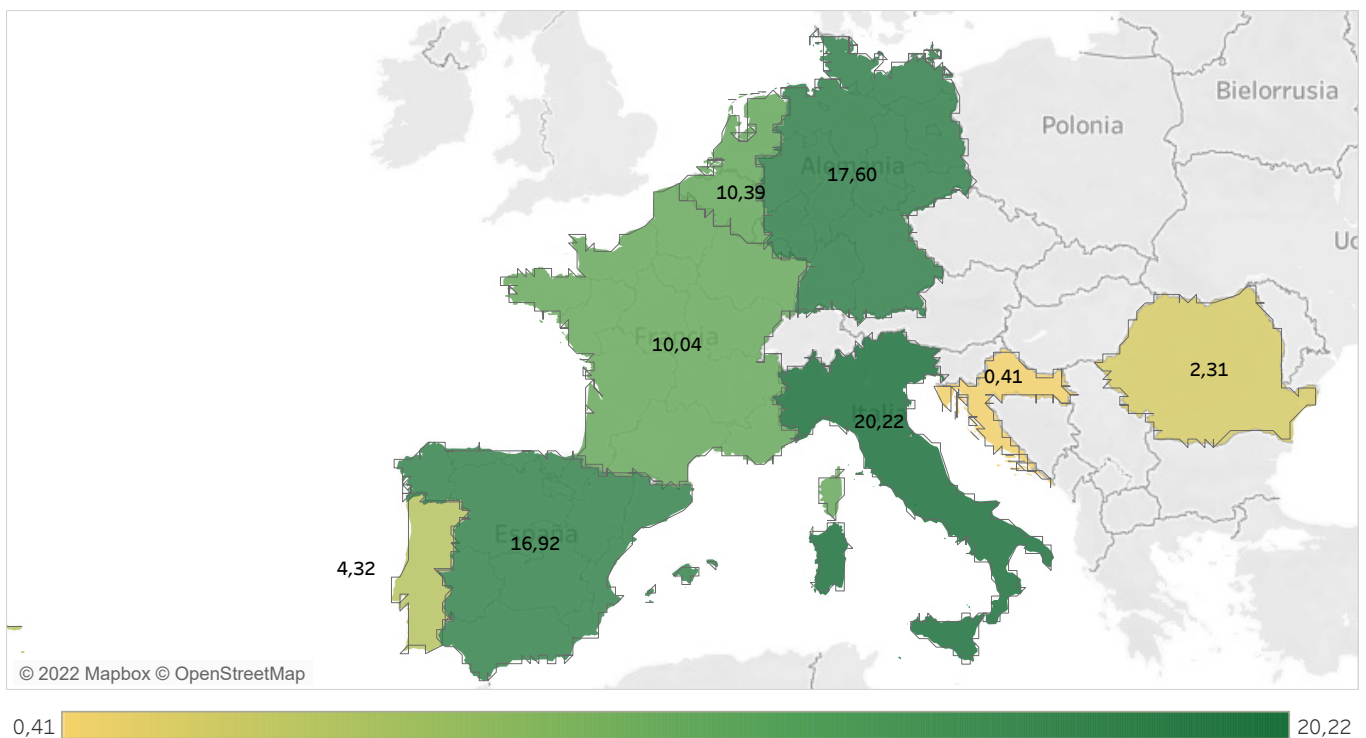 Bielorrusia
Polonia
Alemania
17,60
10,39
Uc
Francia
10,04
0,41
2,31
Italia
20,22
España
16,92
4,32
© 2022 Mapbox © OpenStreetMap
0,41
20,22